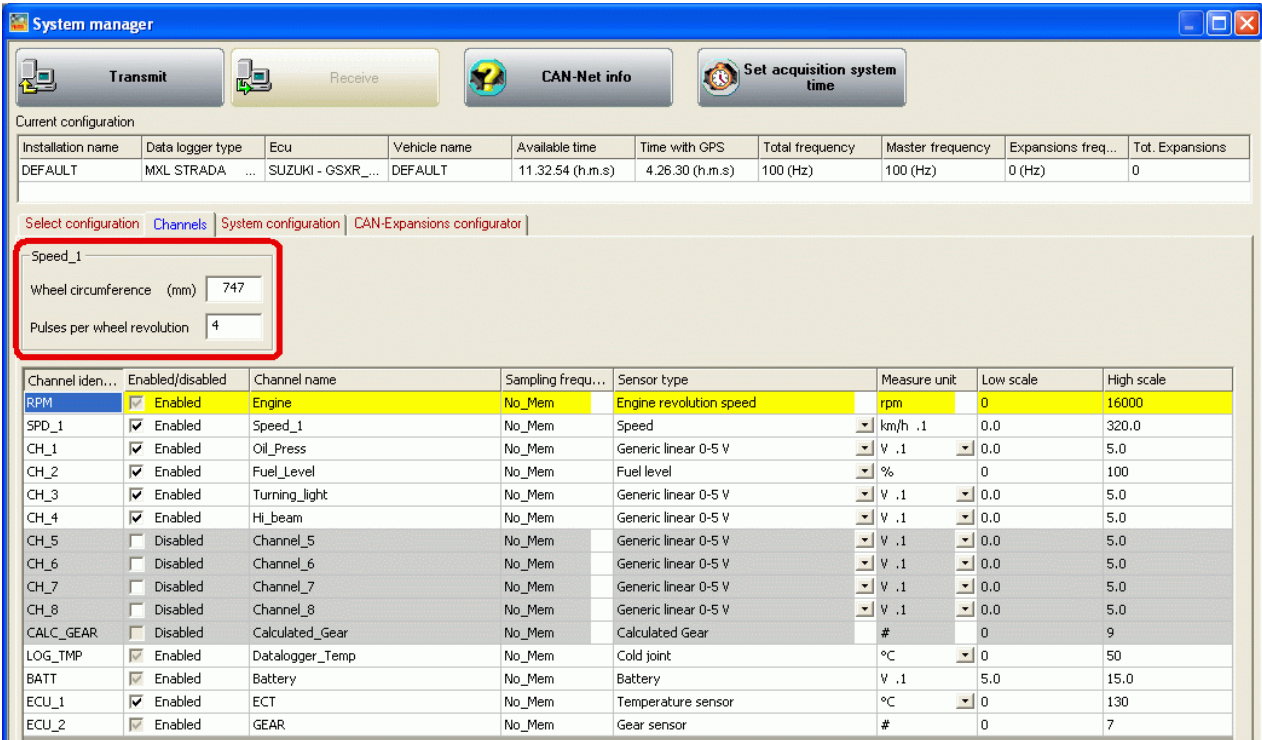 System manager
Transmit
Receive
CAN-Net info
Set acquisition system
time
Current configuration
Installation name Data logger type Ecu Vehicle name Available time Time with GPS Total frequency Master frequency Expansions freq... Tot. Expansions
DEFAULT MXL STRADA ... SUZUKI - GSXR_... DEFAULT 11.32.54 (h.m.s) 4.26.30 (h.m.s) 100 (Hz) 100 (Hz) 0 (Hz) 0
Select configuration Channels System configuration CAN-Expansions configurator
Speed_1
Wheel circumference (mm) 747
Pulses per wheel revolution 4
Channel iden... Enabled/disabled Channel name Sampling frequ... Sensor type Measure unit Low scale High scale
RPM Enabled Engine No_Mem Engine revolution speed rpm 0 16000
SPD_1 Enabled Speed_1 No_Mem Speed km/h .1 0.0 320.0
CH_1 Enabled Oil_Press No_Mem Generic linear 0-5 V V .1 0.0 5.0
CH_2 Enabled Fuel_Level No_Mem Fuel level % 0 100
CH_3 Enabled Turning_light No_Mem Generic linear 0-5 V V .1 0.0 5.0
CH_4 Enabled Hi_beam No_Mem Generic linear 0-5 V V .1 0.0 5.0
CH_5 Disabled Channel_5 No_Mem Generic linear 0-5 V V .1 0.0 5.0
CH_6 Disabled Channel_6 No_Mem Generic linear 0-5 V V .1 0.0 5.0
CH_7 Disabled Channel_7 No_Mem Generic linear 0-5 V V .1 0.0 5.0
CH_8 Disabled Channel_8 No_Mem Generic linear 0-5 V V .1 0.0 5.0
CALC_GEAR Disabled Calculated_Gear No_Mem Calculated Gear # 0 9
LOG_TMP Enabled Datalogger_Temp No_Mem Cold joint °C 0 50
BATT Enabled Battery No_Mem Battery V .1 5.0 15.0
ECU_1 Enabled ECT No_Mem Temperature sensor °C 0 130
ECU_2 Enabled GEAR No_Mem Gear sensor # 0 7